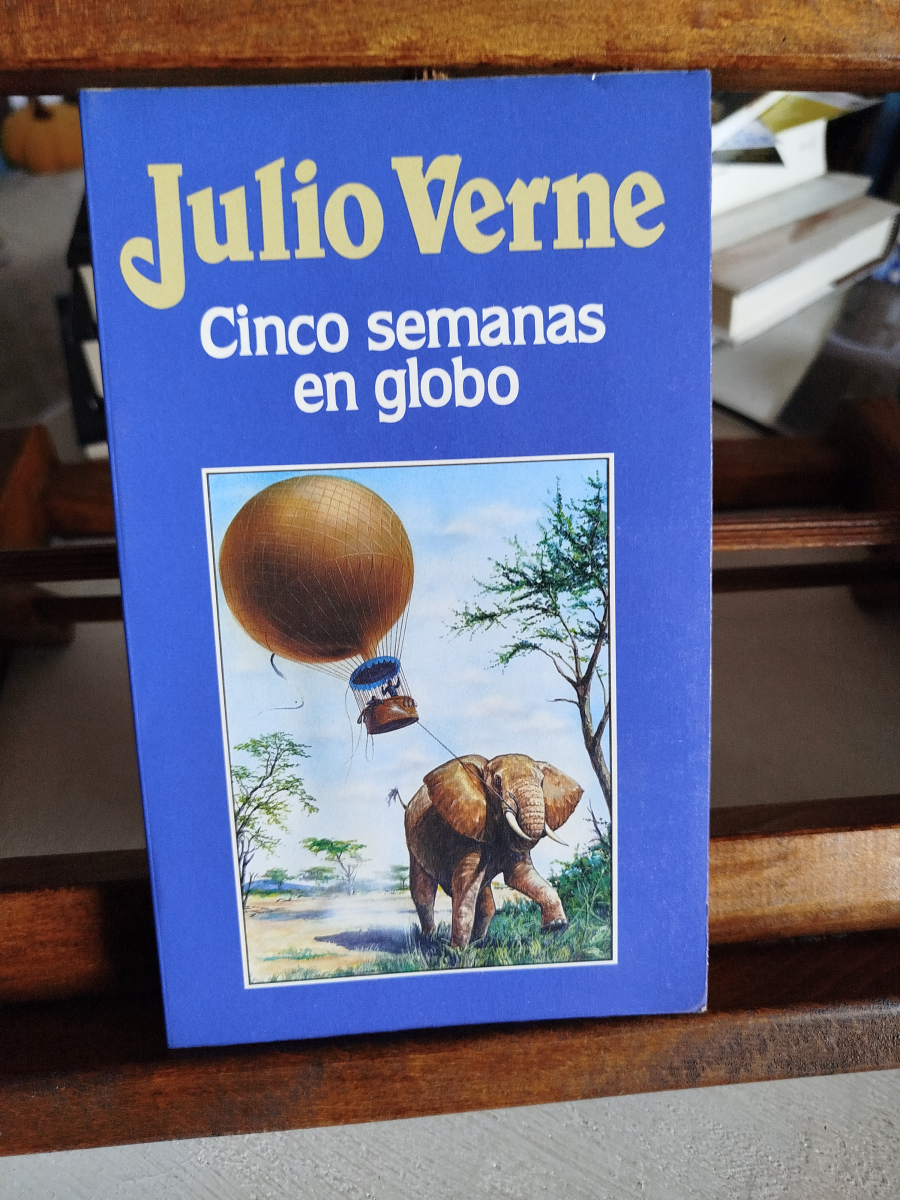 Julio Verne
Cinco semanas
en globo